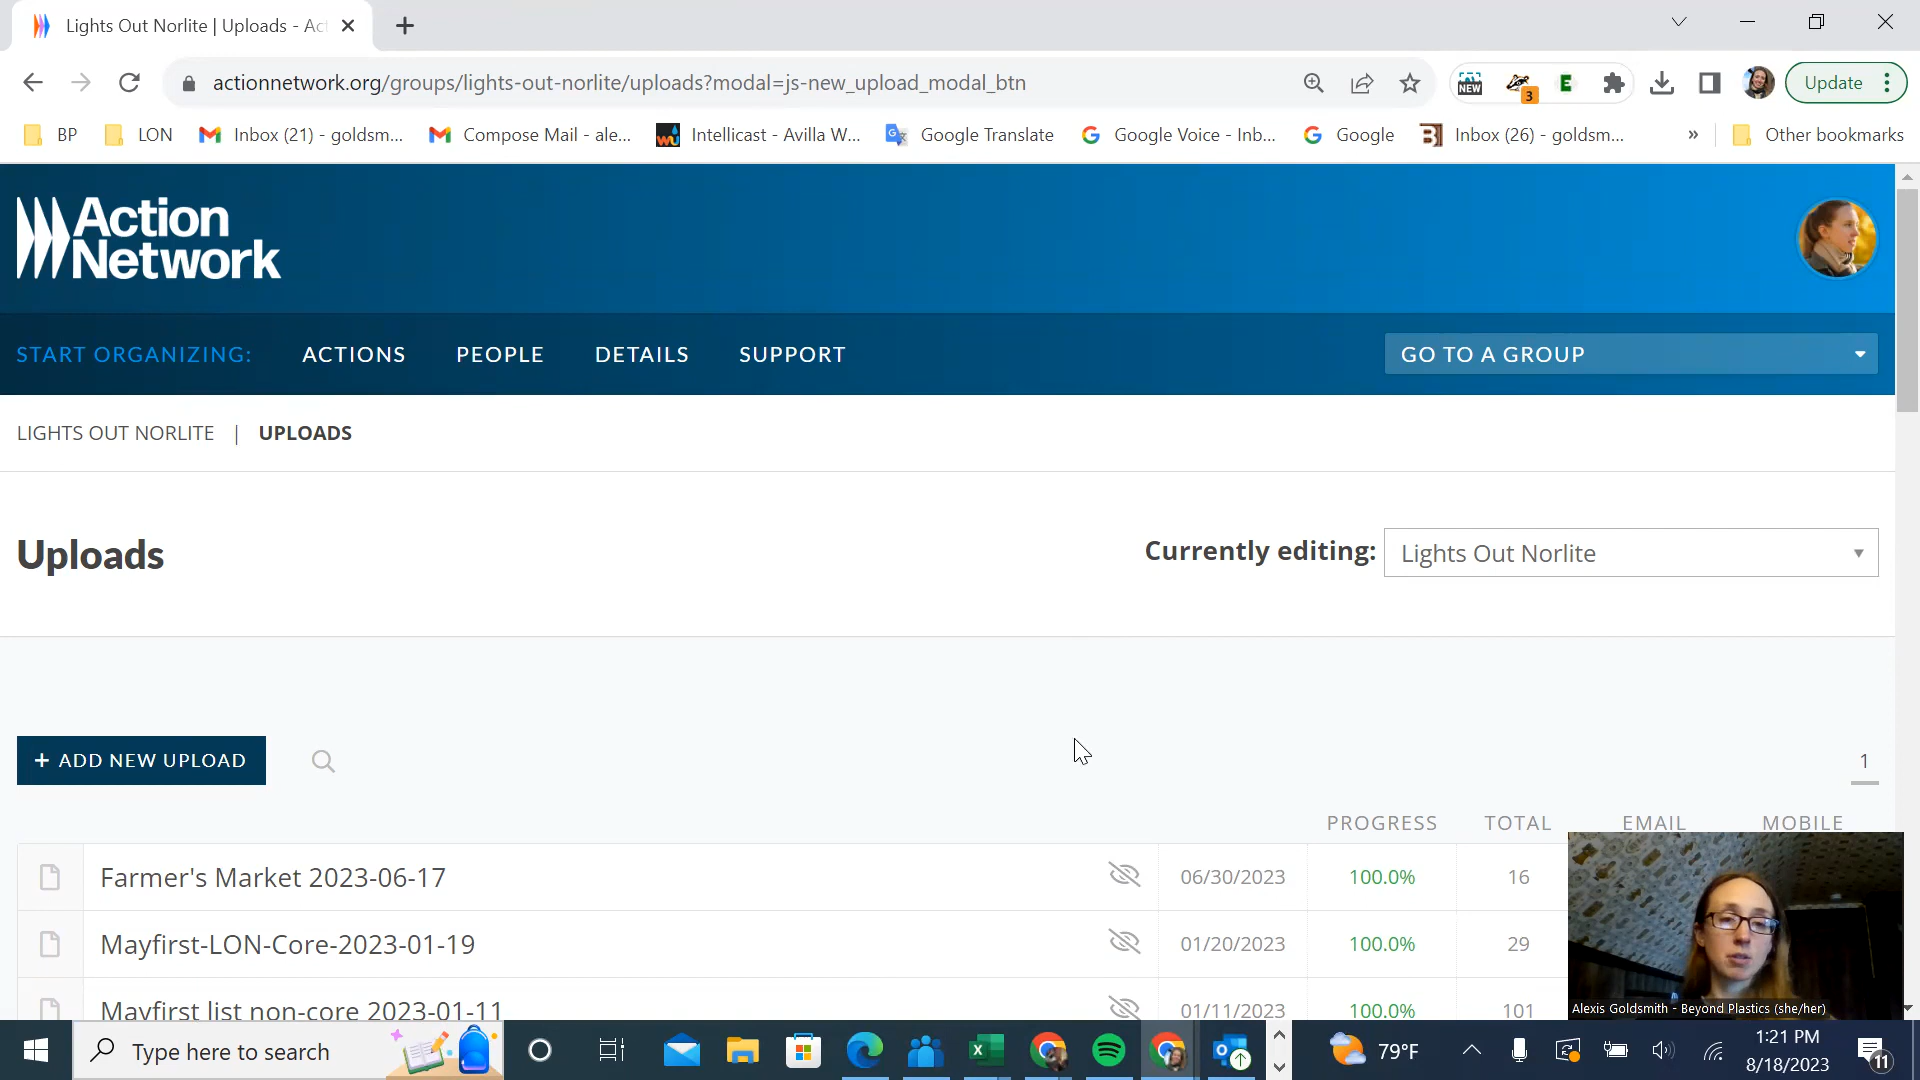 Lights Out Norlite | Uploads - Act
actionnetwork.org/groups/lights-out-norlite/uploads?modal=js-new_upload_modal_btn
NEW
3
E
Update
BP
LON
Inbox (21) - goldsm...
Compose Mail - ale...
Intellicast - Avilla W...
Google Translate
Google Voice - Inb...
Google
Inbox (26) - goldsm...
»
Other bookmarks
Action
Network
START ORGANIZING:
ACTIONS
PEOPLE
DETAILS
SUPPORT
GO TO A GROUP
LIGHTS OUT NORLITE | UPLOADS
Uploads
Currently editing:
Lights Out Norlite
+ ADD NEW UPLOAD
1
PROGRESS TOTAL EMAIL MOBILE
Farmer's Market 2023-06-17 06/30/2023 100.0% 16
Mayfirst-LON-Core-2023-01-19 01/20/2023 100.0% 29
Mayfirst list non-core 2023-01-11 01/11/2023 100.0% 101
Alexis Goldsmith - Beyond Plastics (she/her)
Type here to search
79°F
1:21 PM
8/18/2023
11